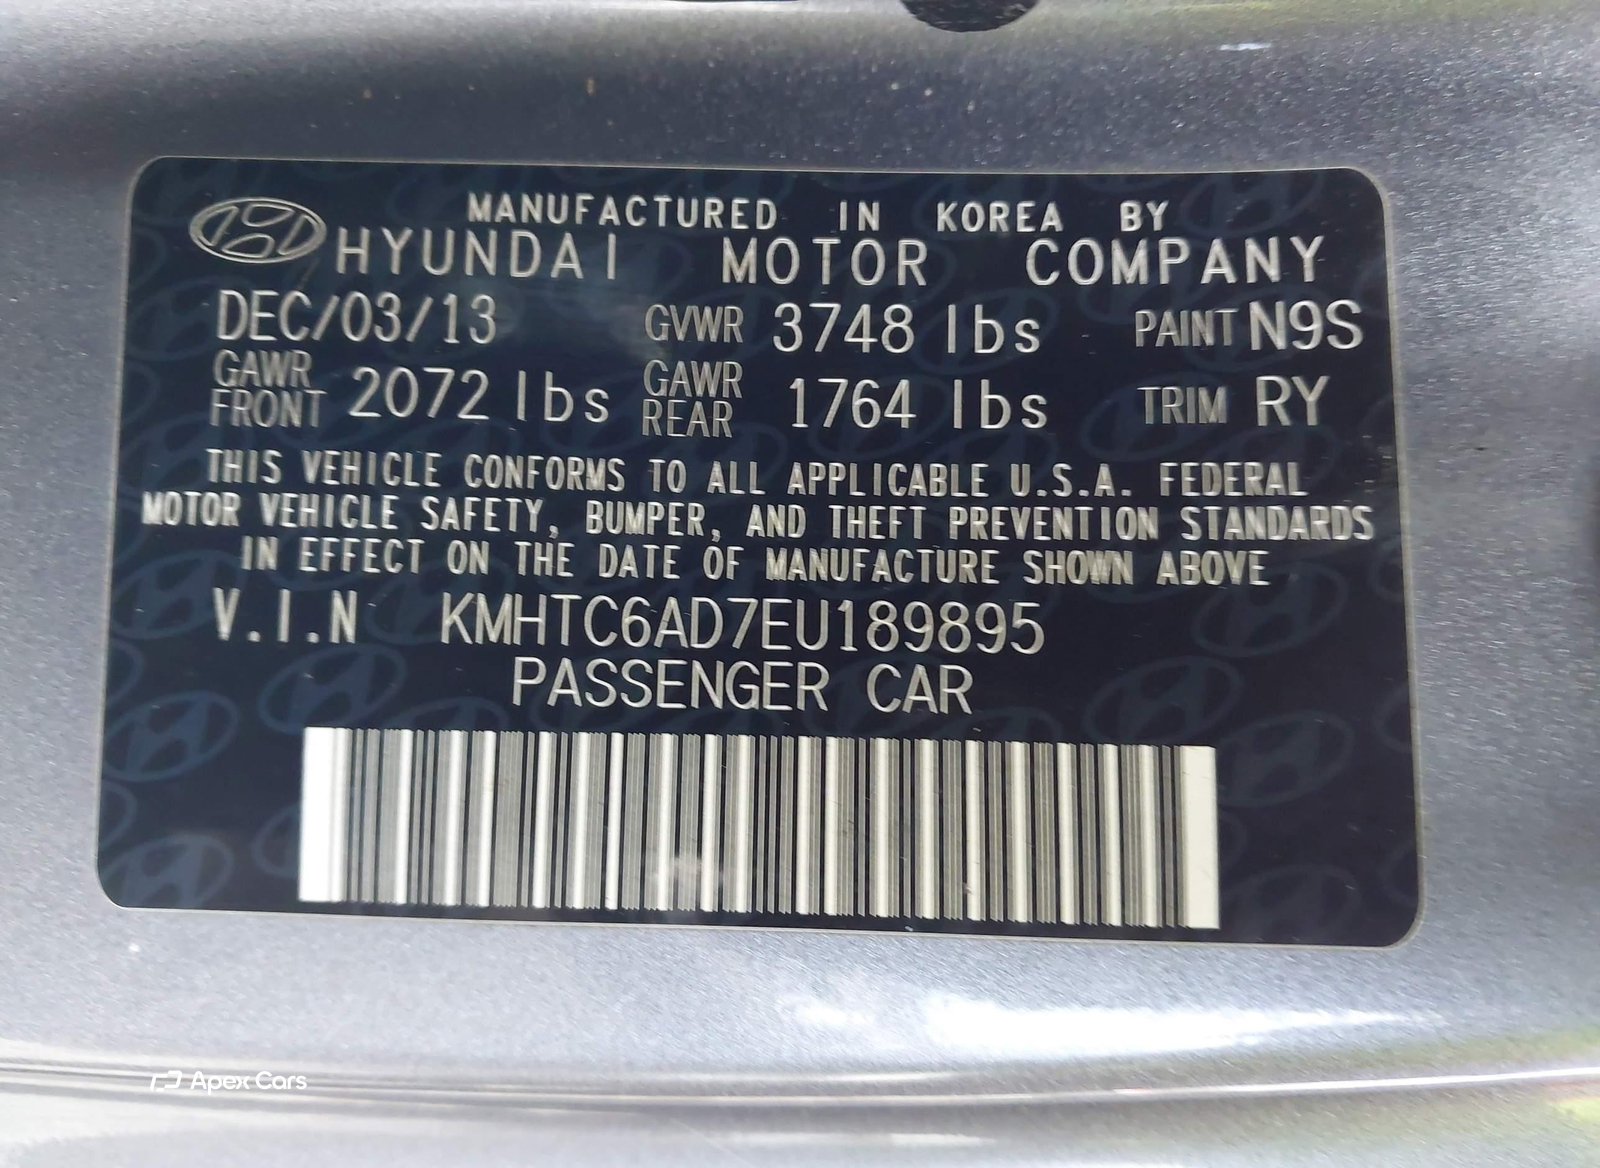 MANUFACTURED IN KOREA BY
HYUNDAI MOTOR COMPANY
DEC/03/13 GVWR 3748 lbs PAINT N9S
GAWR FRONT 2072 lbs GAWR REAR 1764 lbs TRIM RY
THIS VEHICLE CONFORMS TO ALL APPLICABLE U.S.A. FEDERAL
MOTOR VEHICLE SAFETY, BUMPER, AND THEFT PREVENTION STANDARDS
IN EFFECT ON THE DATE OF MANUFACTURE SHOWN ABOVE
V.I.N KMHTC6AD7EU189895
PASSENGER CAR
Apex Cars